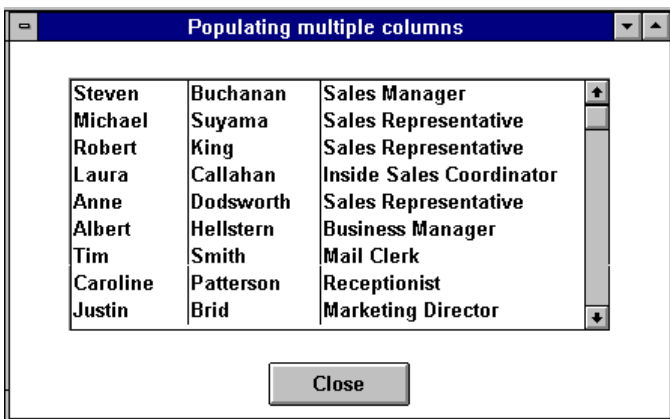 Populating multiple columns
Steven Buchanan Sales Manager
Michael Suyama Sales Representative
Robert King Sales Representative
Laura Callahan Inside Sales Coordinator
Anne Dodsworth Sales Representative
Albert Hellstern Business Manager
Tim Smith Mail Clerk
Caroline Patterson Receptionist
Justin Brid Marketing Director
Close